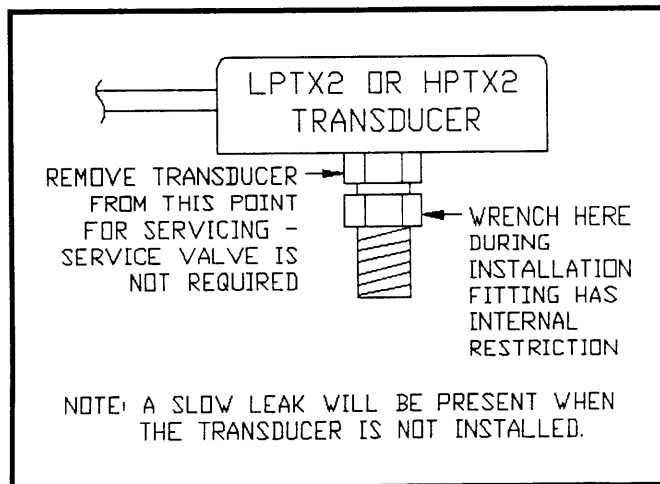 LPTX2 OR HPTX2
TRANSDUCER
REMOVE TRANSDUCER
FROM THIS POINT
FOR SERVICING -
SERVICE VALVE IS
NOT REQUIRED
WRENCH HERE
DURING
INSTALLATION
FITTING HAS
INTERNAL
RESTRICTION
NOTE: A SLOW LEAK WILL BE PRESENT WHEN
THE TRANSDUCER IS NOT INSTALLED.